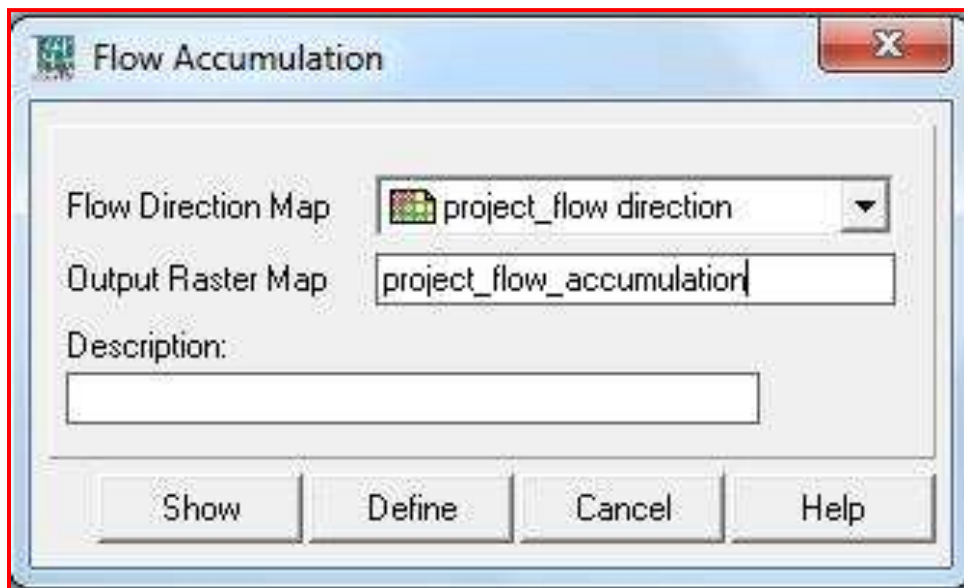 Flow Accumulation
Flow Direction Map project_flow direction
Output Raster Map project_flow_accumulation
Description:
Show Define Cancel Help